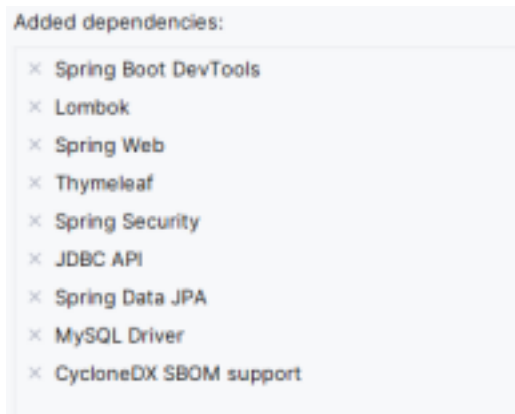 Added dependencies:
× Spring Boot DevTools
× Lombok
× Spring Web
× Thymeleaf
× Spring Security
× JDBC API
× Spring Data JPA
× MySQL Driver
× CycloneDX SBOM support